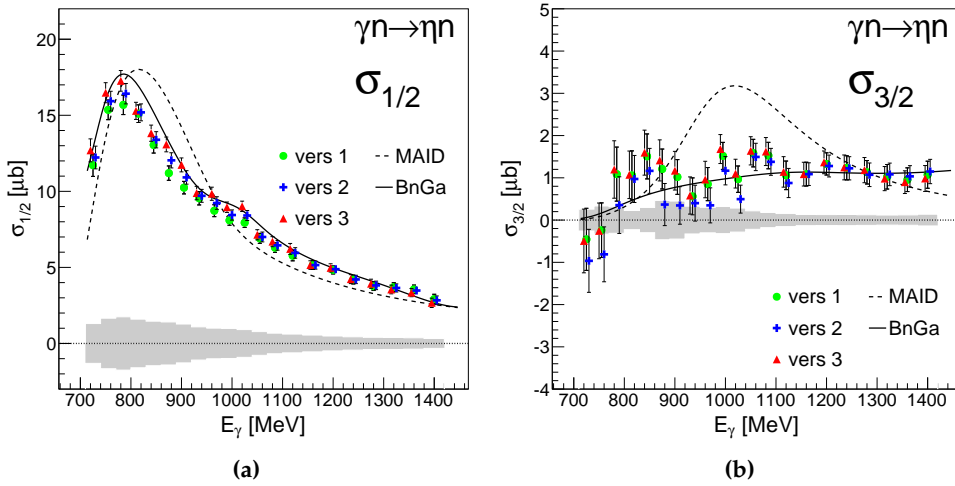 γn→ηn
σ1/2
vers 1
vers 2
vers 3
MAID
BnGa
σ1/2 [μb]
20
15
10
5
0
700 800 900 1000 1100 1200 1300 1400
Eγ [MeV]
(a)
γn→ηn
σ3/2
vers 1
vers 2
vers 3
MAID
BnGa
σ3/2 [μb]
5
4
3
2
1
0
-1
-2
-3
-4
700 800 900 1000 1100 1200 1300 1400
Eγ [MeV]
(b)